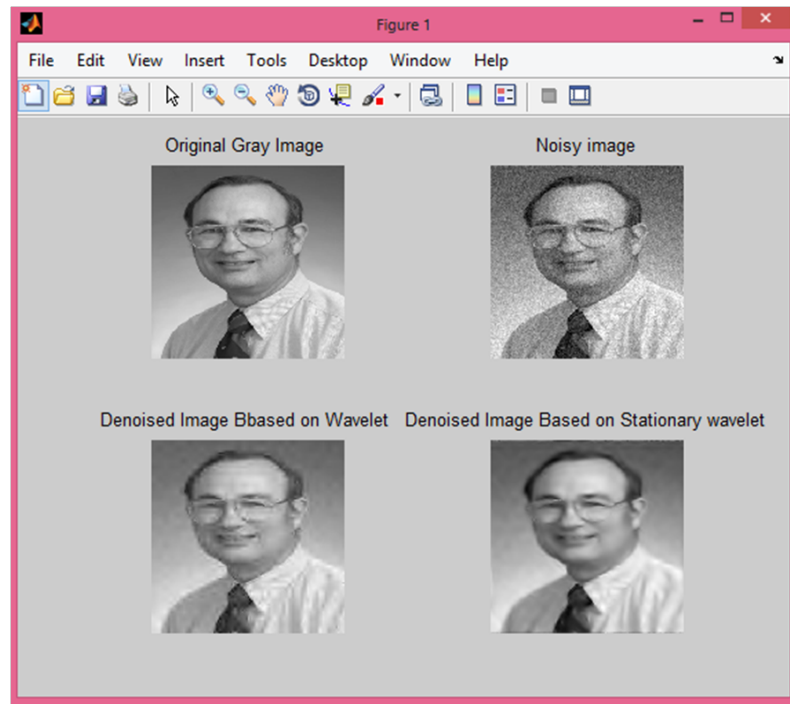 Figure 1
File Edit View Insert Tools Desktop Window Help
Original Gray Image
Noisy image
Denoised Image Bbased on Wavelet
Denoised Image Based on Stationary wavelet